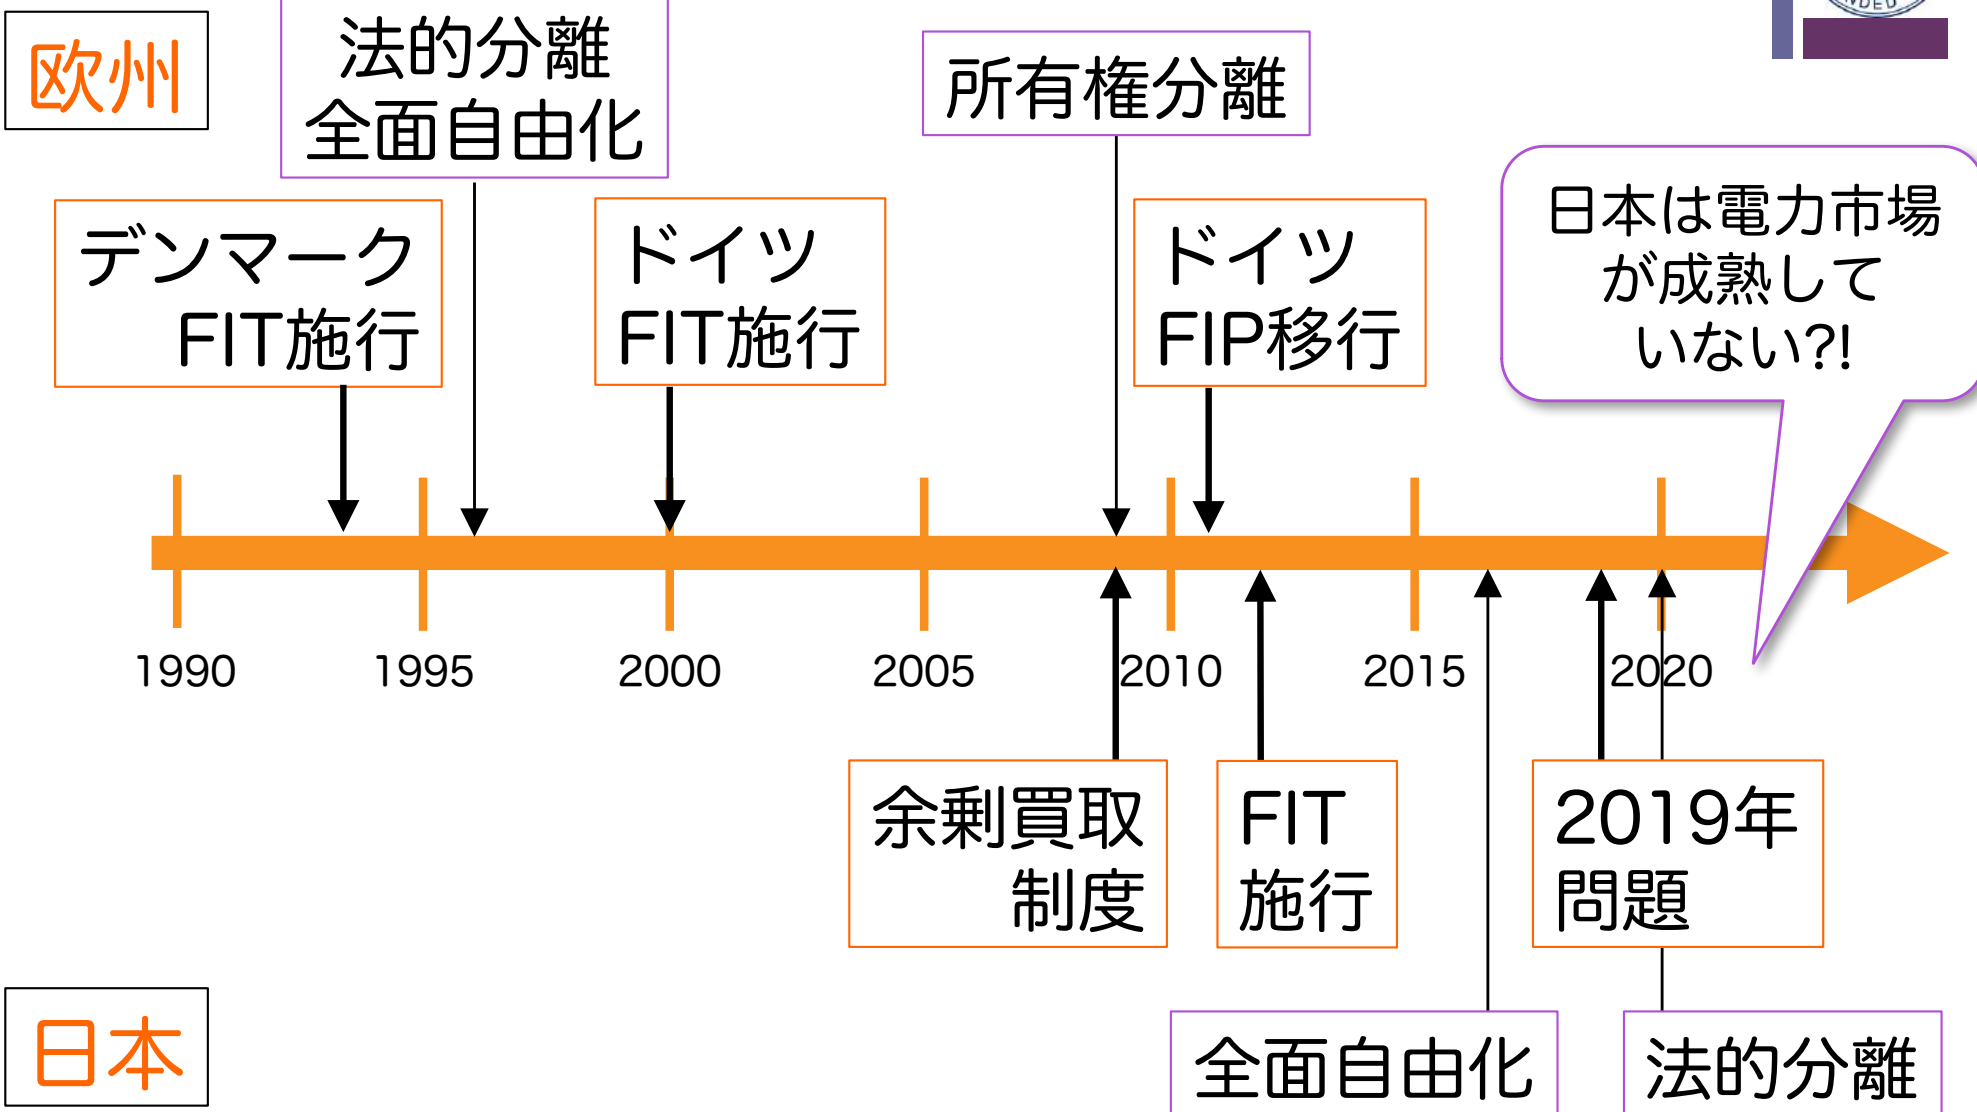 欧州
法的分離
全面自由化
所有権分離
デンマーク
FIT施行
ドイツ
FIT施行
ドイツ
FIP移行
日本は電力市場
が成熟して
いない?!
1990
1995
2000
2005
2010
2015
2020
余剰買取
制度
FIT
施行
2019年
問題
日本
全面自由化
法的分離